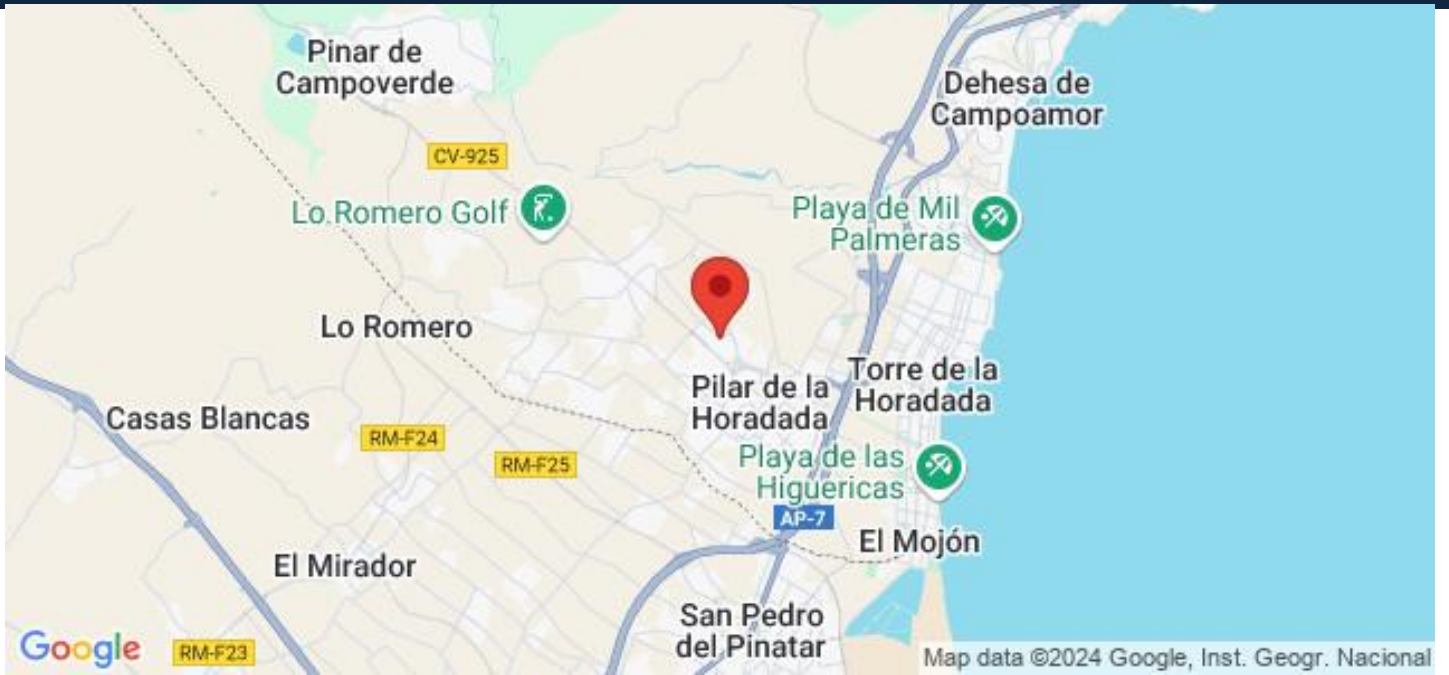 Pinar de
Campoverde
Dehesa de
Campoamor
CV-925
Lo Romero Golf
Playa de Mil
Palmeras
Lo Romero
Pilar de la
Horadada
Torre de la
Horadada
Casas Blancas
RM-F24
RM-F25
Playa de las
Higuericas
AP-7
El Mojón
El Mirador
San Pedro
del Pinatar
Google
RM-F23
Map data ©2024 Google, Inst. Geogr. Nacional